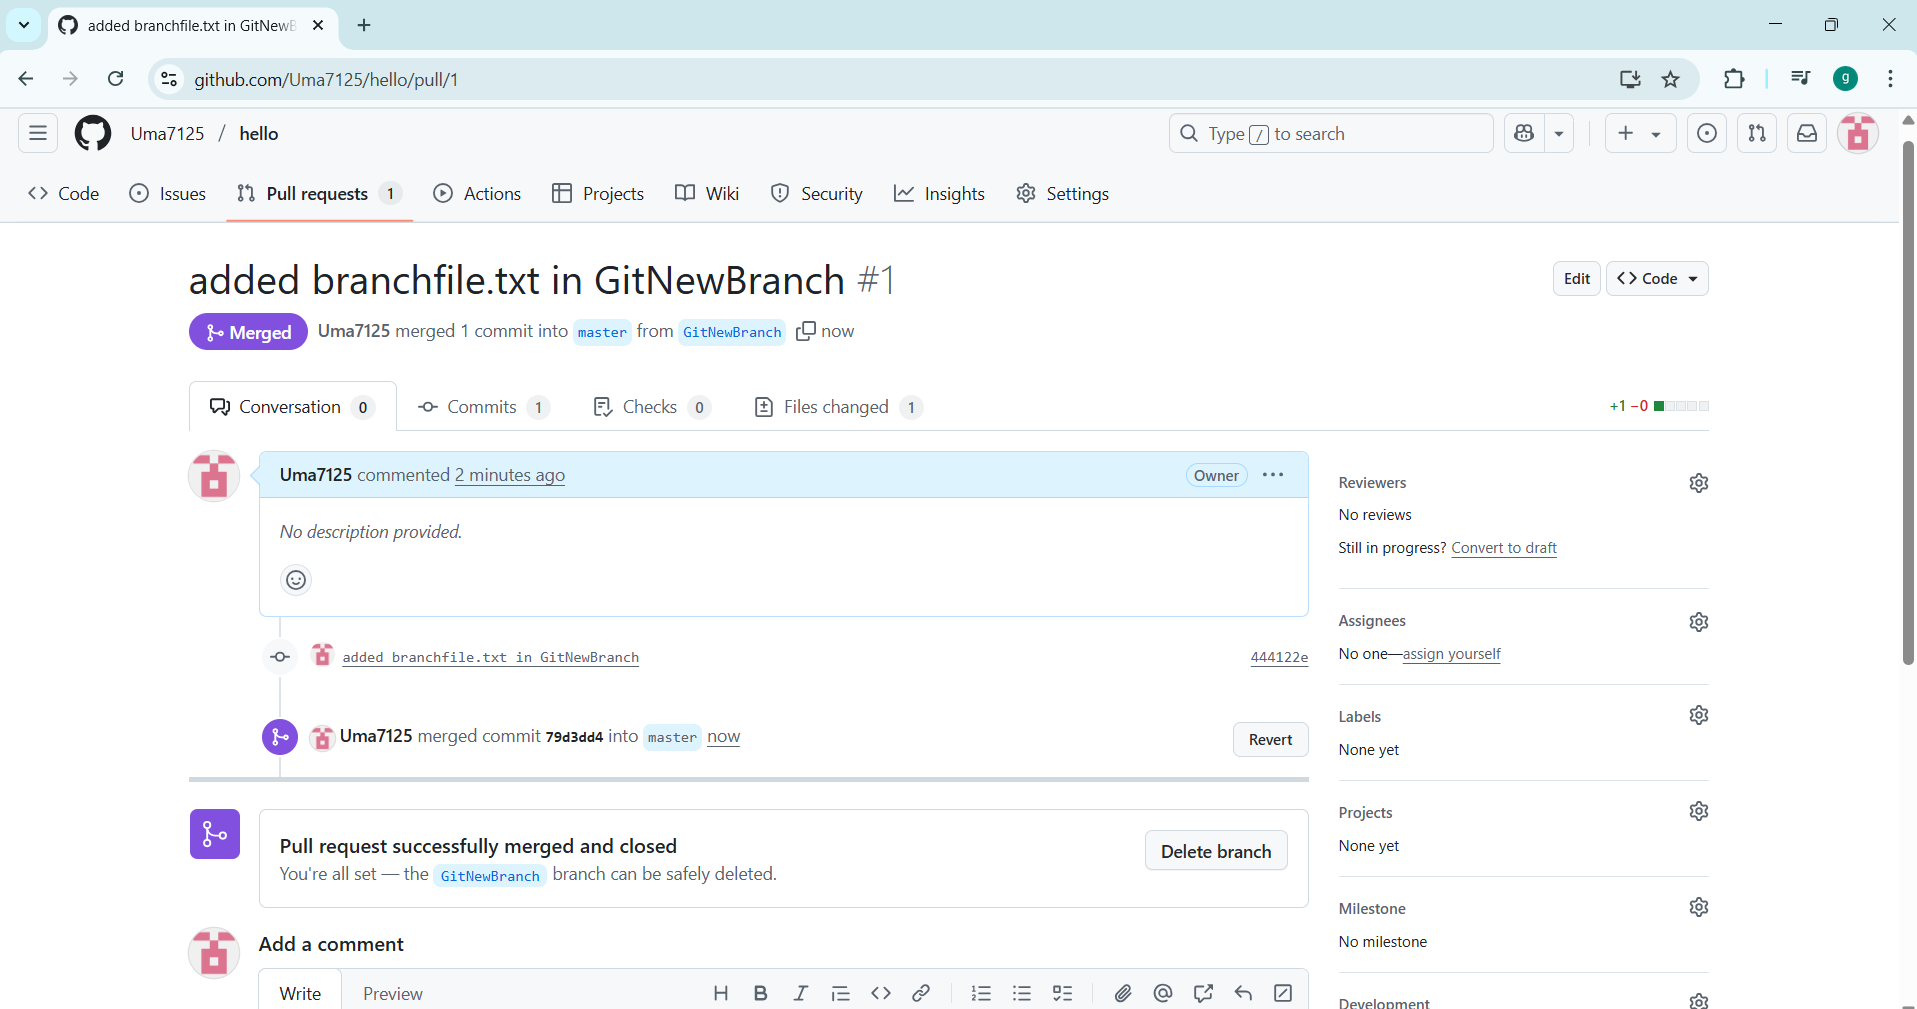 added branchfile.txt in GitNewB
github.com/Uma7125/hello/pull/1
g
Uma7125 / hello
Type / to search
Code
Issues
Pull requests 1
Actions
Projects
Wiki
Security
Insights
Settings
added branchfile.txt in GitNewBranch #1
Edit
Code
Merged
Uma7125 merged 1 commit into master from GitNewBranch now
Conversation 0
Commits 1
Checks 0
Files changed 1
+1 −0
Uma7125 commented 2 minutes ago
Owner
No description provided.
added branchfile.txt in GitNewBranch
444122e
Uma7125 merged commit 79d3dd4 into master now
Revert
Pull request successfully merged and closed
You're all set — the GitNewBranch branch can be safely deleted.
Delete branch
Add a comment
Write
Preview
Reviewers
No reviews
Still in progress? Convert to draft
Assignees
No one—assign yourself
Labels
None yet
Projects
None yet
Milestone
No milestone
Development